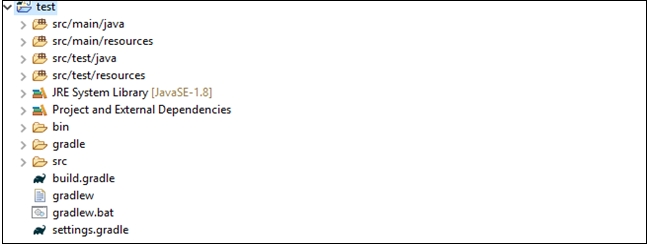 test
src/main/java
src/main/resources
src/test/java
src/test/resources
JRE System Library [JavaSE-1.8]
Project and External Dependencies
bin
gradle
src
build.gradle
gradlew
gradlew.bat
settings.gradle